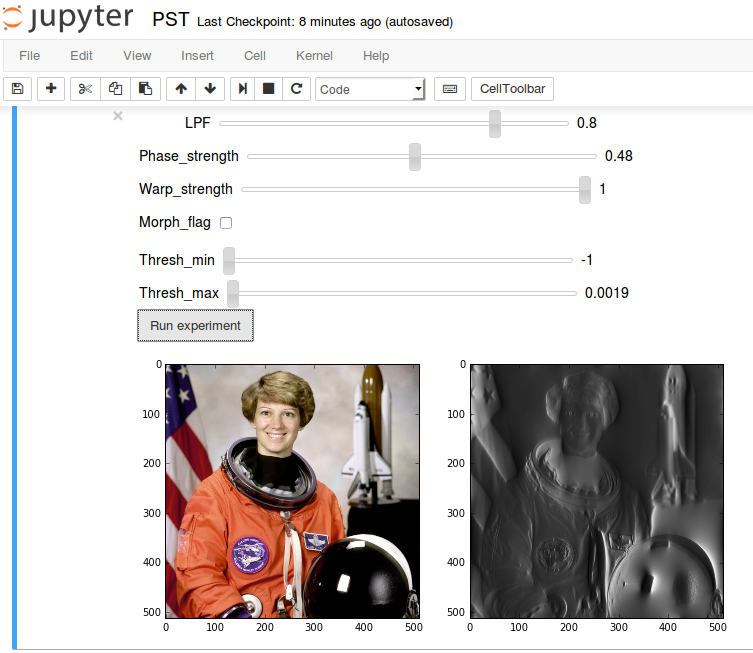 jupyter PST Last Checkpoint: 8 minutes ago (autosaved)
File Edit View Insert Cell Kernel Help
Code CellToolbar
LPF 0.8
Phase_strength 0.48
Warp_strength 1
Morph_flag
Thresh_min -1
Thresh_max 0.0019
Run experiment
0
100
200
300
400
500
0 100 200 300 400 500
0
100
200
300
400
500
0 100 200 300 400 500